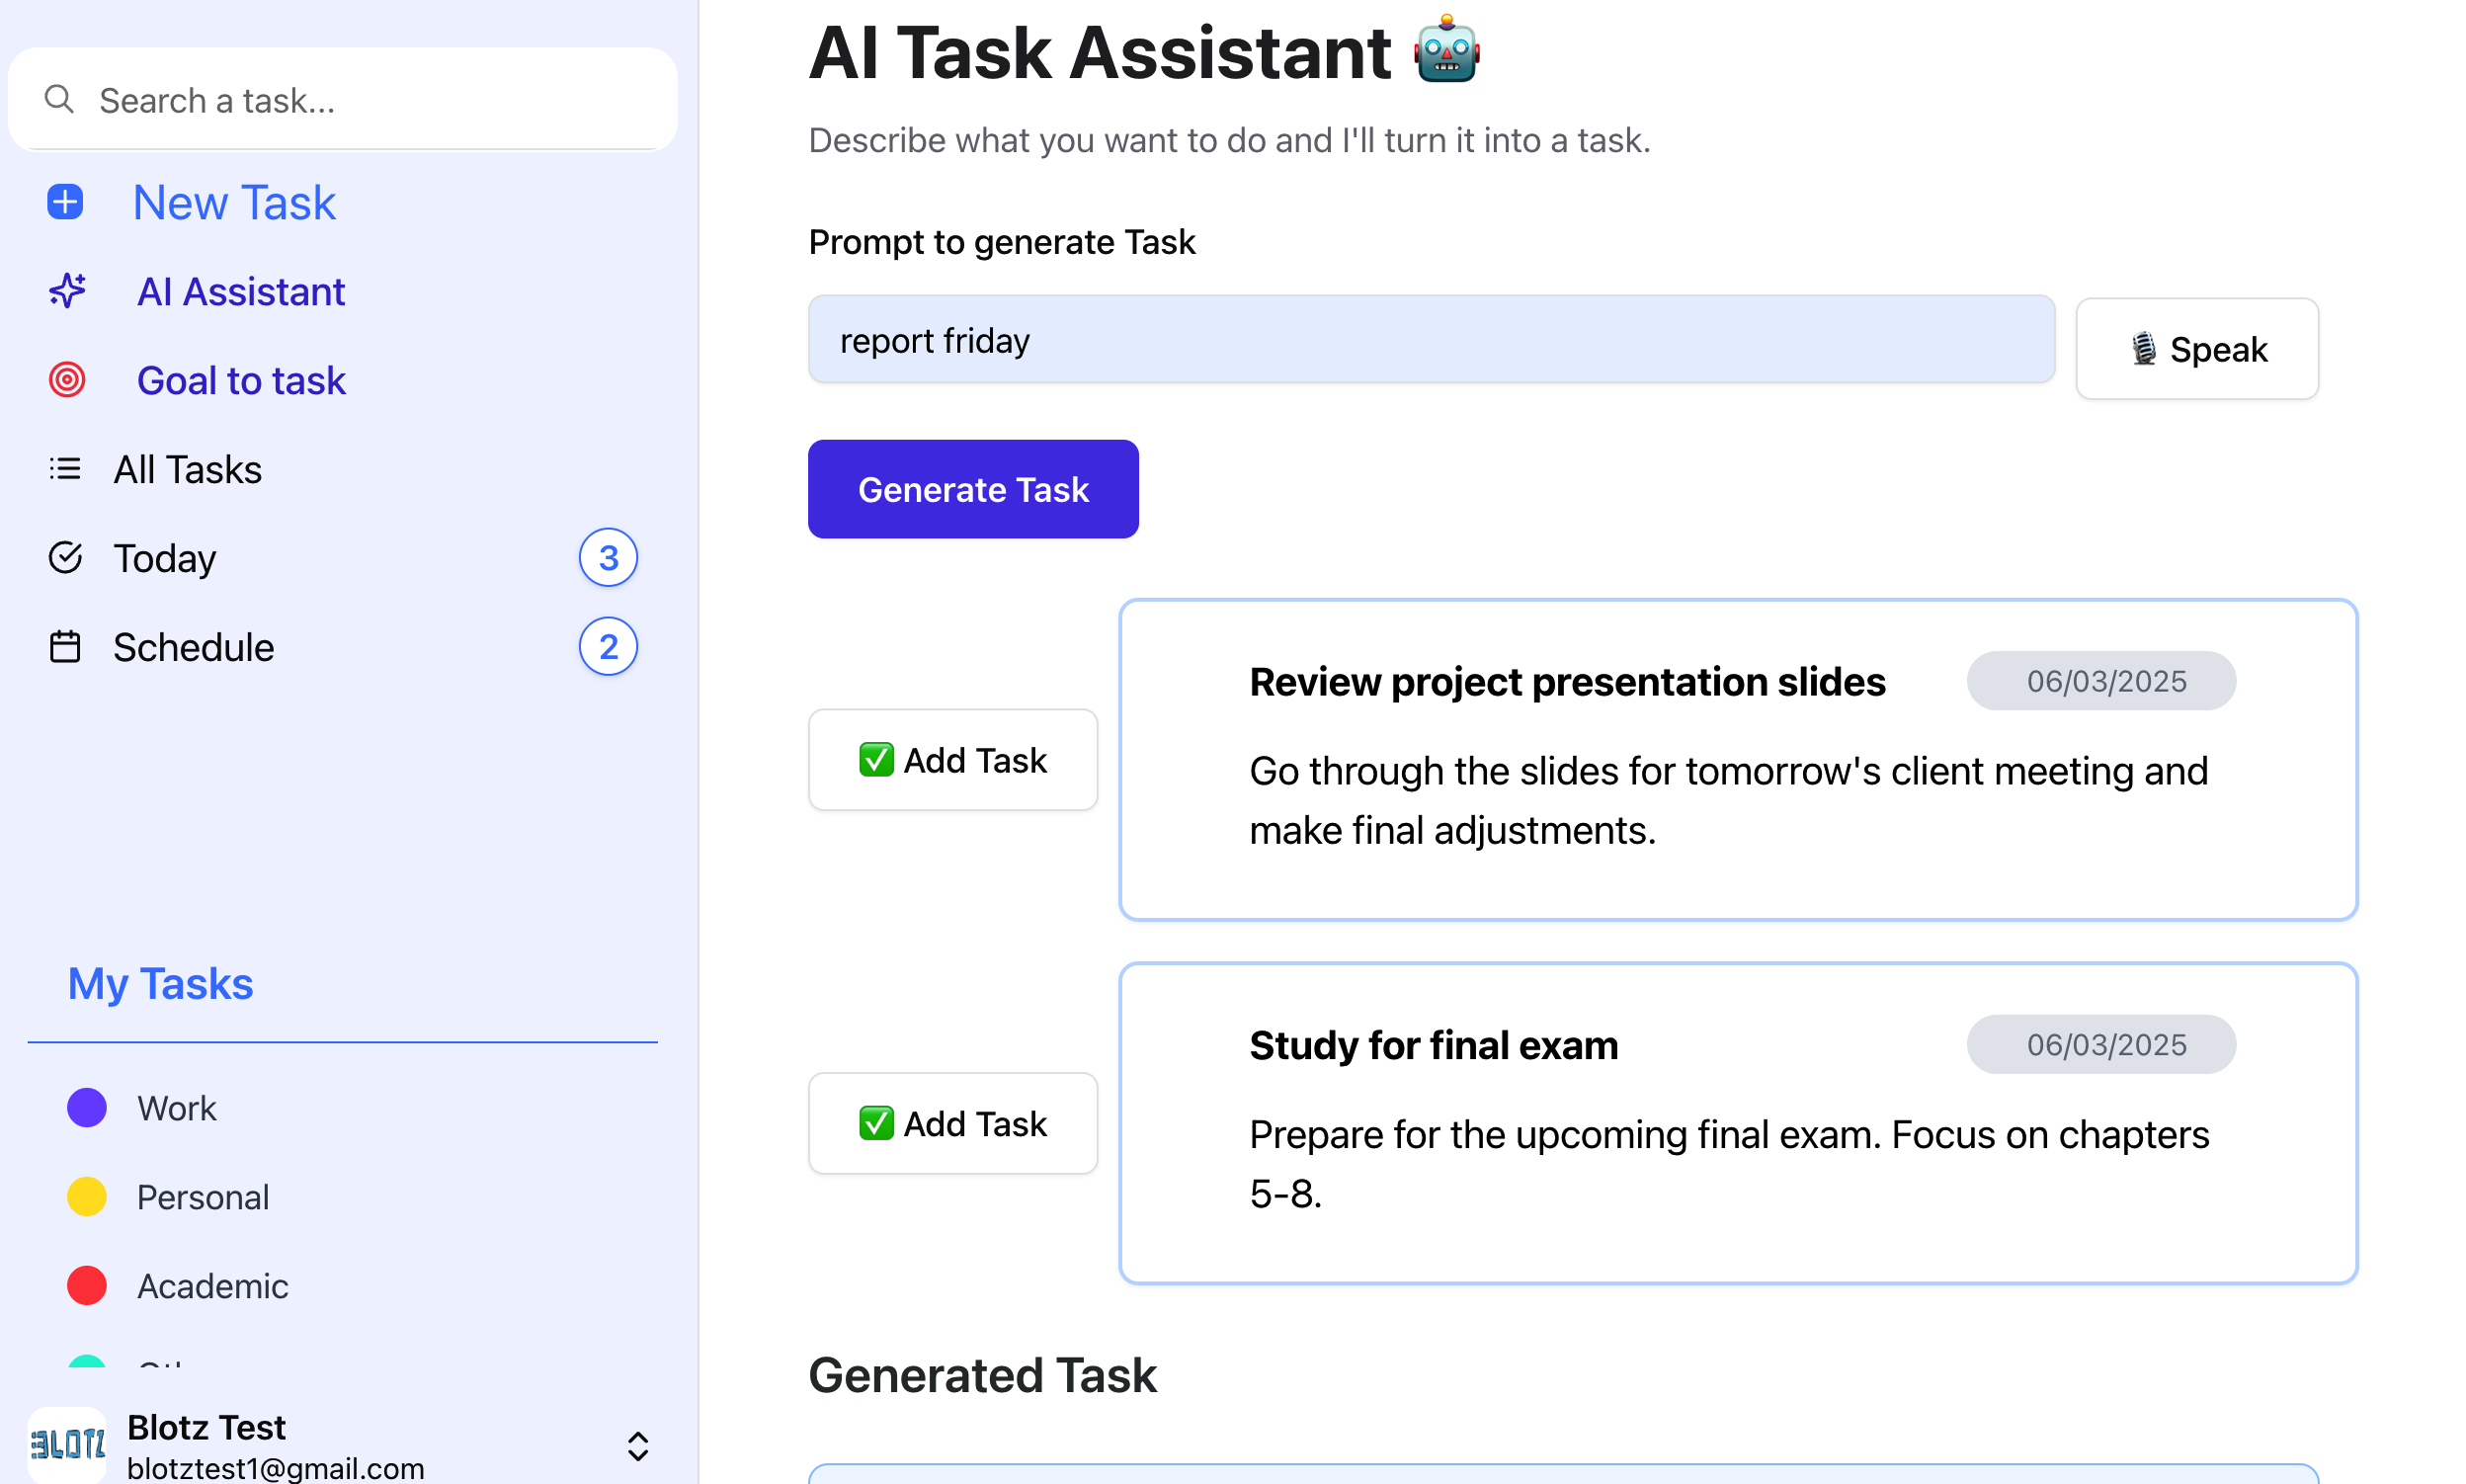 Search a task...
New Task
AI Assistant
Goal to task
All Tasks
Today
3
Schedule
2
My Tasks
Work
Personal
Academic
BLOTZ
Blotz Test
blotztest1@gmail.com
AI Task Assistant
Describe what you want to do and I'll turn it into a task.
Prompt to generate Task
report friday
Speak
Generate Task
Add Task
Review project presentation slides
06/03/2025
Go through the slides for tomorrow's client meeting and
make final adjustments.
Add Task
Study for final exam
06/03/2025
Prepare for the upcoming final exam. Focus on chapters
5-8.
Generated Task